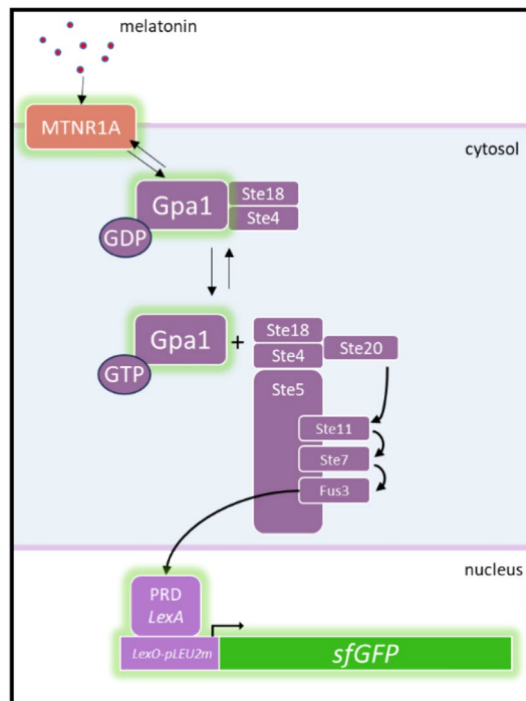 melatonin
MTNR1A
cytosol
Gpa1
Ste18
Ste4
GDP
Gpa1
+
Ste18
Ste4
Ste20
GTP
Ste5
Ste11
Ste7
Fus3
nucleus
PRD
LexA
LexO-pLEU2m
sfGFP